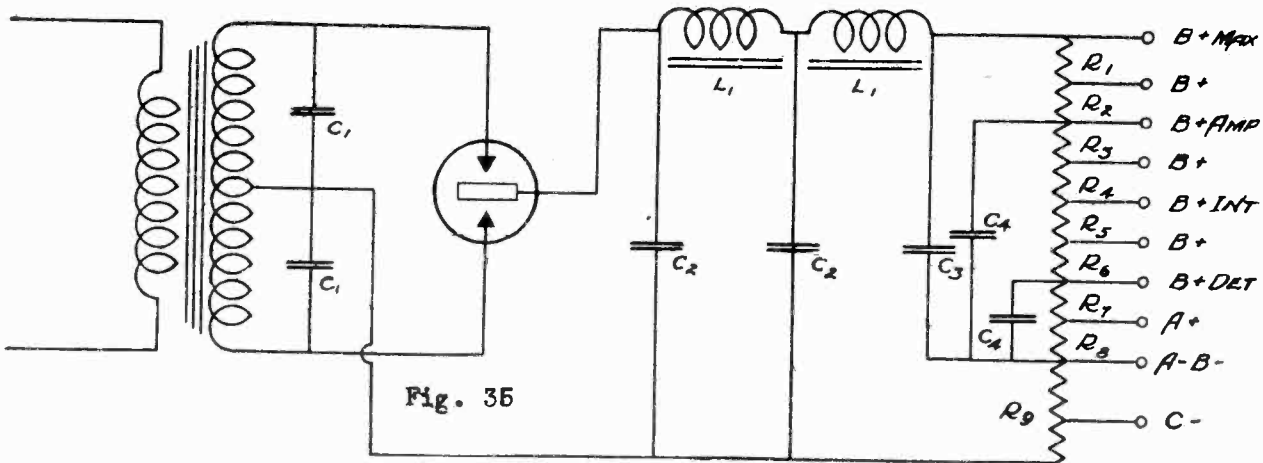 L₁
L₁
B+MAX
R₁
B+
R₂
B+AMP
R₃
B+
R₄
B+INT
R₅
B+
R₆
B+DET
R₇
A+
R₈
A-B-
R₉
C-
C₁
C₁
C₂
C₂
C₃
C₄
C₄
Fig. 35